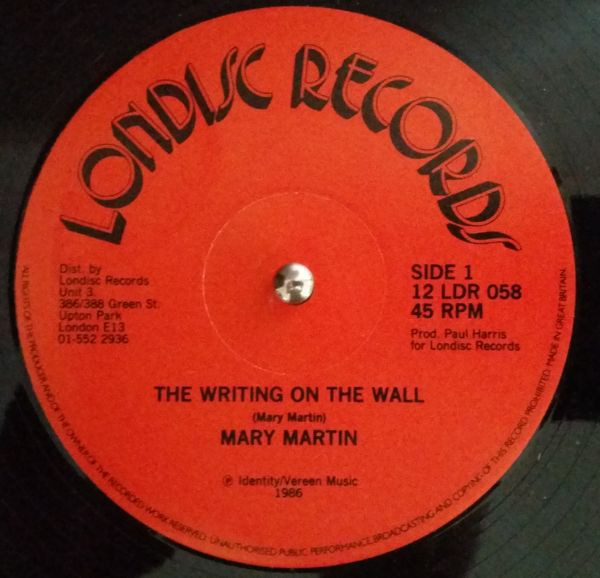 LONDISC RECORDS
Dist. by
Londisc Records
Unit 3
386/388 Green St.
Upton Park
London E13
01-552 2936
SIDE 1
12 LDR 058
45 RPM
Prod. Paul Harris
for Londisc Records
THE WRITING ON THE WALL
(Mary Martin)
MARY MARTIN
℗ Identity/Vereen Music
1986
ALL RIGHTS OF THE PRODUCER AND OF THE OWNER OF THE RECORDED WORK RESERVED. UNAUTHORISED PUBLIC PERFORMANCE, BROADCASTING AND COPYING OF THIS RECORD PROHIBITED. MADE IN GREAT BRITAIN.